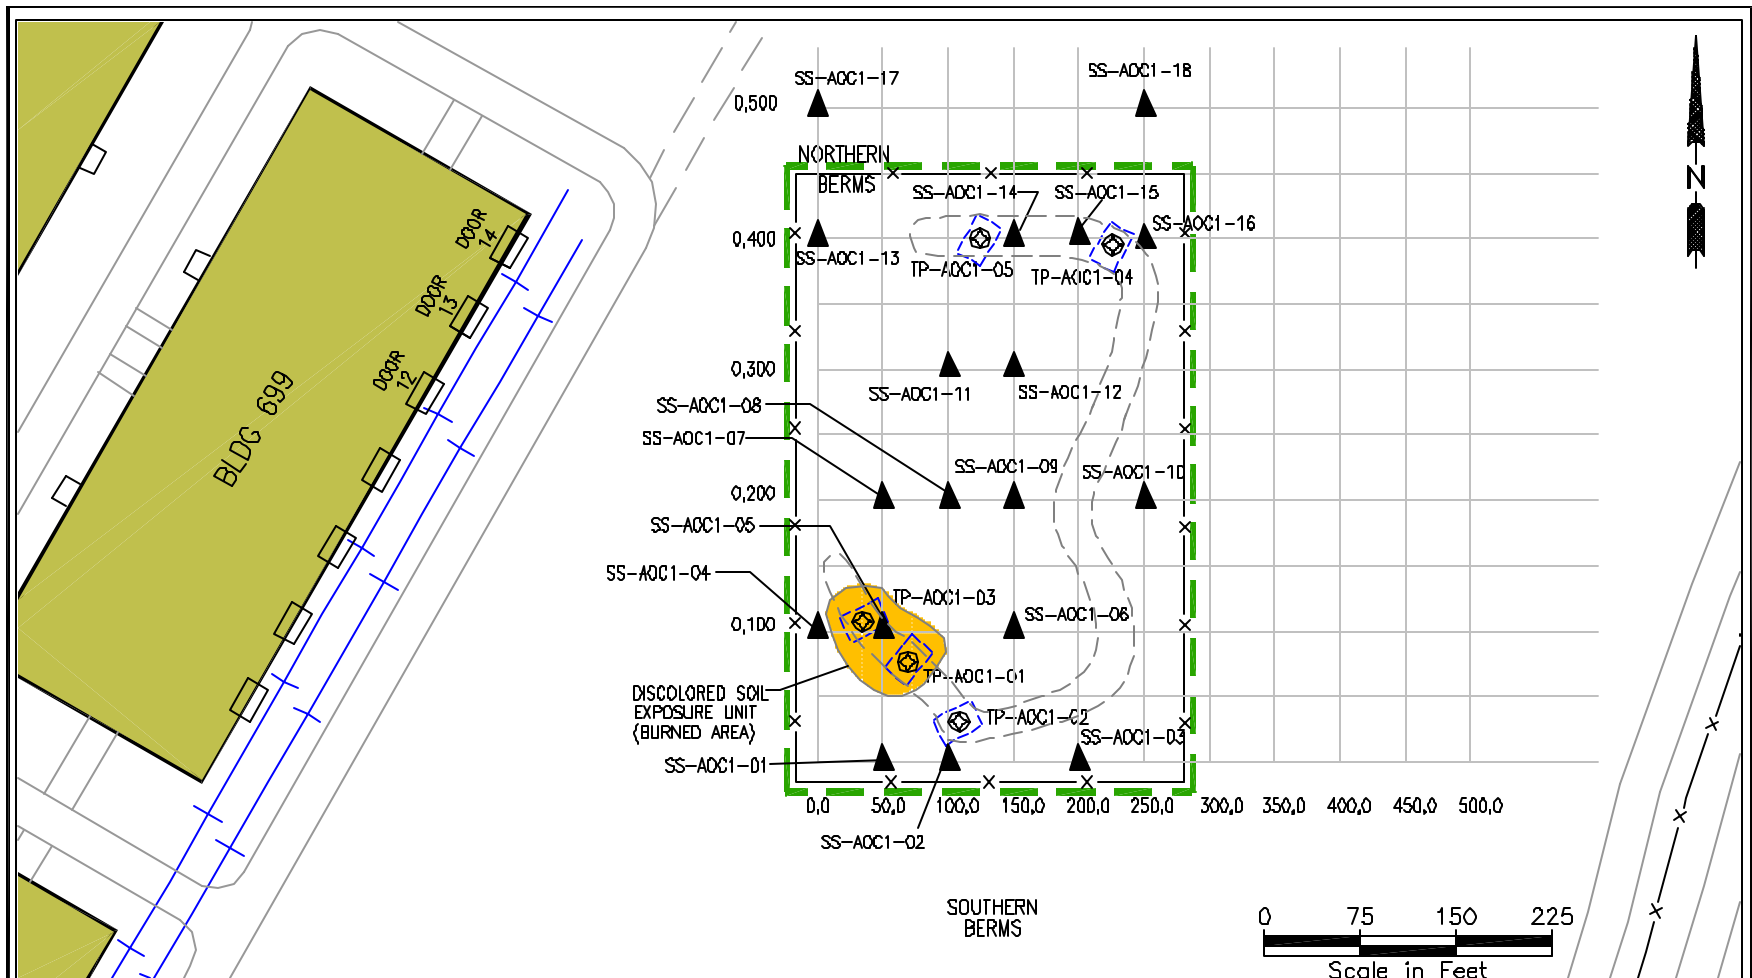 SS-AOC1-17
SS-AOC1-18
0,500
NORTHERN
BERMS
SS-AOC1-14
SS-AOC1-15
SS-AOC1-16
0,400
SS-AOC1-13
TP-AOC1-05
TP-AOC1-04
N
DOOR
14
DOOR
13
DOOR
12
BLDG 699
0,300
SS-AOC1-11
SS-AOC1-12
SS-AOC1-08
SS-AOC1-07
SS-AOC1-09
SS-AOC1-10
0,200
SS-AOC1-05
SS-AOC1-04
TP-AOC1-03
SS-AOC1-06
0,100
TP-AOC1-01
DISCOLORED SOIL
EXPOSURE UNIT
(BURNED AREA)
TP-AOC1-02
SS-AOC1-03
SS-AOC1-01
0,0 50,0 100,0 150,0 200,0 250,0 300,0 350,0 400,0 450,0 500,0
SS-AOC1-02
SOUTHERN
BERMS
0 75 150 225
Scale in Feet